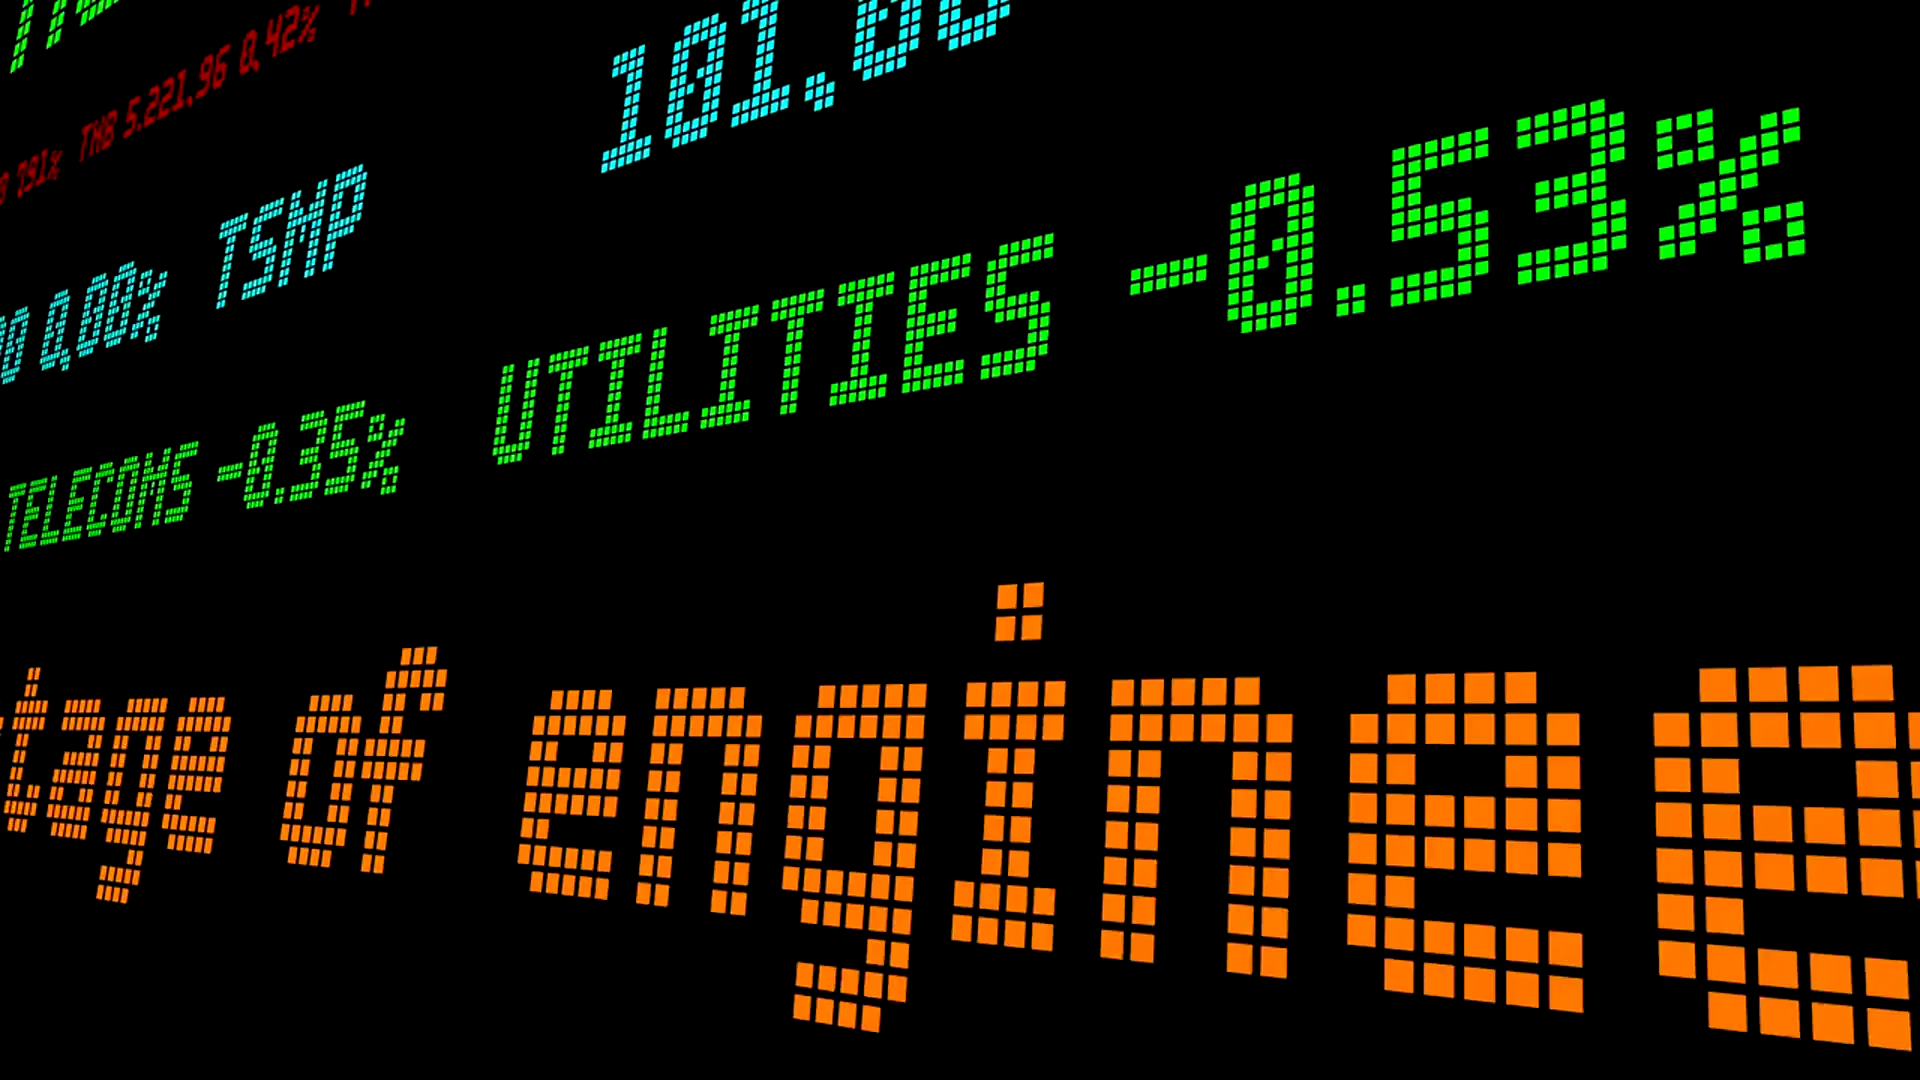 791% TMB 5.221,96 0,42%
101.00
0,00% TSMP
TELECOMS -0.35% UTILITIES -0.53%
tage of enginee